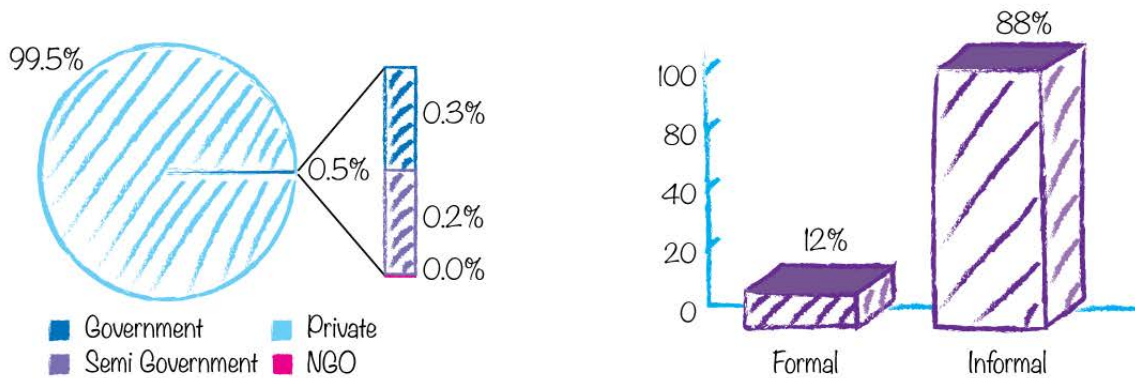 99.5%
0.5%
0.3%
0.2%
0.0%
Government
Private
Semi Government
NGO
100
80
40
20
0
12%
88%
Formal
Informal